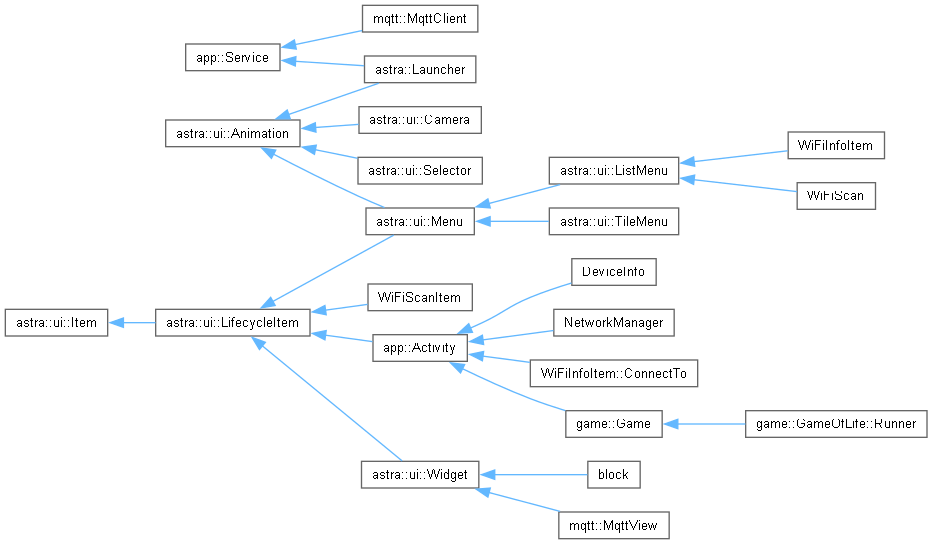 mqtt::MqttClient
app::Service
astra::Launcher
astra::ui::Camera
astra::ui::Animation
WiFiInfoItem
astra::ui::Selector
astra::ui::ListMenu
WiFiScan
astra::ui::Menu
astra::ui::TileMenu
DeviceInfo
WiFiScanItem
astra::ui::Item
astra::ui::LifecycleItem
NetworkManager
app::Activity
WiFiInfoItem::ConnectTo
game::Game
game::GameOfLife::Runner
astra::ui::Widget
block
mqtt::MqttView